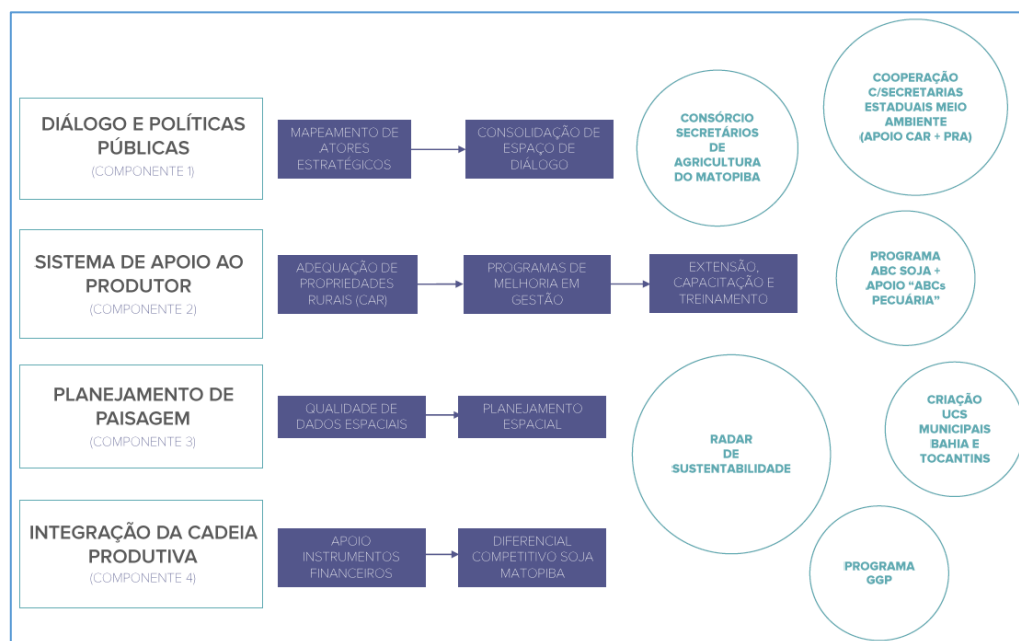 DIÁLOGO E POLÍTICAS
PÚBLICAS
(COMPONENTE 1)
MAPEAMENTO DE
ATORES
ESTRATÉGICOS
CONSOLIDAÇÃO DE
ESPAÇO DE
DIÁLOGO
CONSÓRCIO
SECRETÁRIOS
DE
AGRICULTURA
DO MATOPIBA
COOPERAÇÃO
C/SECRETARIAS
ESTADUAIS MEIO
AMBIENTE
(APOIO CAR + PRA)
SISTEMA DE APOIO AO
PRODUTOR
(COMPONENTE 2)
ADEQUAÇÃO DE
PROPRIEDADES
RURAIS (CAR)
PROGRAMAS DE
MELHORIA EM
GESTÃO
EXTENSÃO,
CAPACITAÇÃO E
TREINAMENTO
PROGRAMA
ABC SOJA +
APOIO “ABCs
PECUÁRIA”
PLANEJAMENTO DE
PAISAGEM
(COMPONENTE 3)
QUALIDADE DE
DADOS ESPACIAIS
PLANEJAMENTO
ESPACIAL
RADAR
DE
SUSTENTABILIDADE
CRIAÇÃO
UCS
MUNICIPAIS
BAHIA E
TOCANTINS
INTEGRAÇÃO DA CADEIA
PRODUTIVA
(COMPONENTE 4)
APOIO
INSTRUMENTOS
FINANCEIROS
DIFERENCIAL
COMPETITIVO SOJA
MATOPIBA
PROGRAMA
GGP